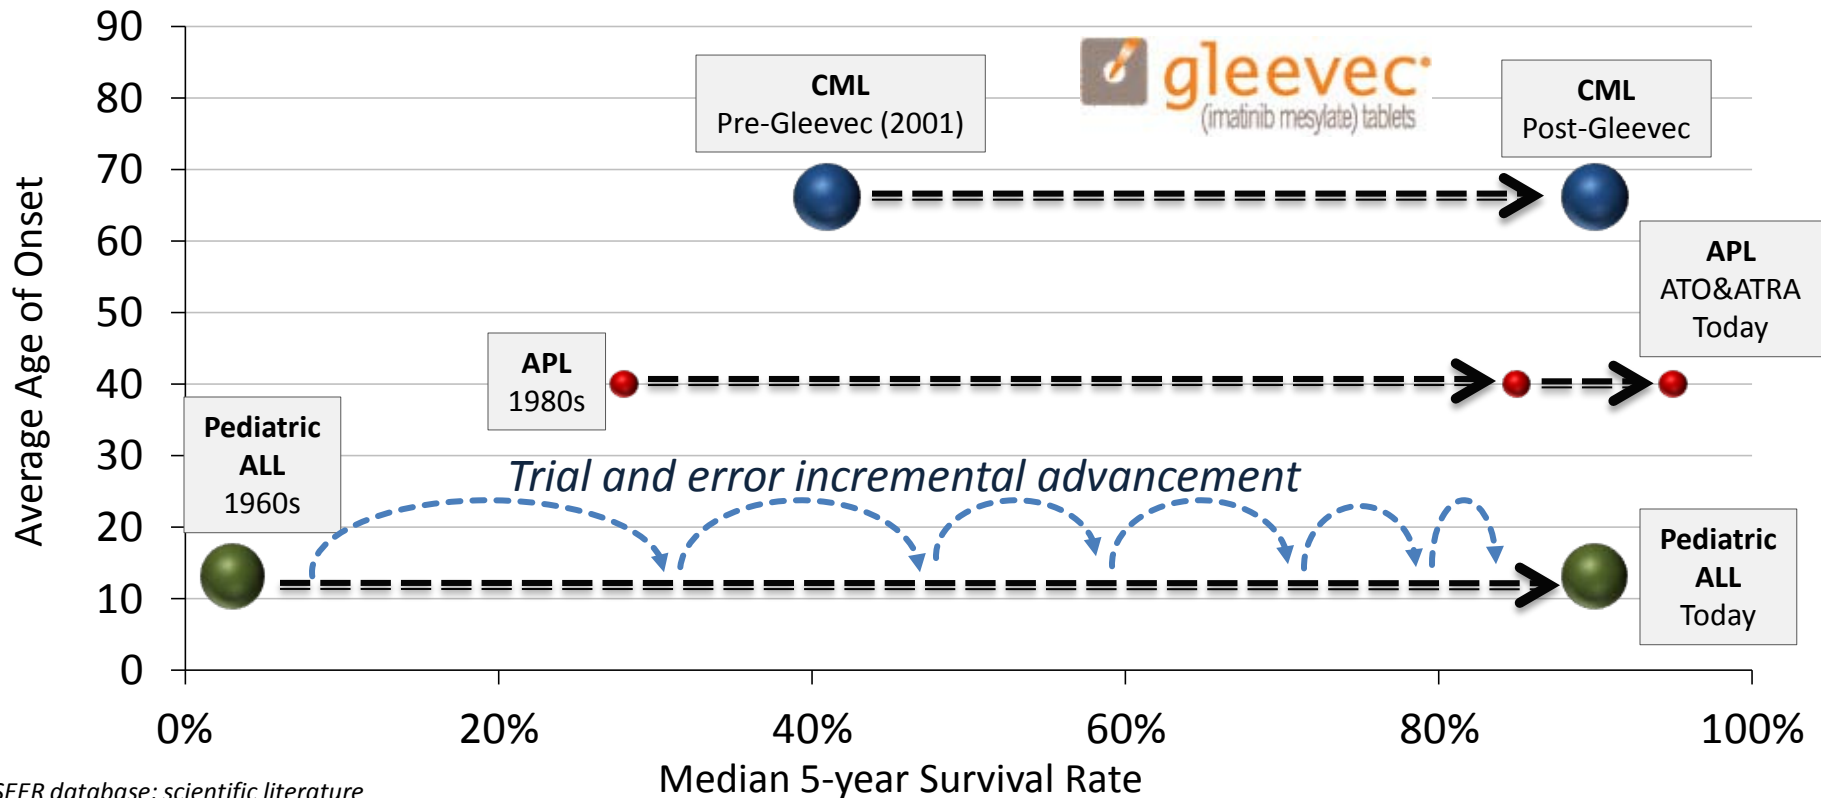 90
80
70
60
50
40
30
20
10
0
Average Age of Onset
CML
Pre-Gleevec (2001)
gleevec
(imatinib mesylate) tablets
CML
Post-Gleevec
APL
ATO&ATRA
Today
APL
1980s
Pediatric
ALL
1960s
Trial and error incremental advancement
Pediatric
ALL
Today
0% 20% 40% 60% 80% 100%
Median 5-year Survival Rate
SEER database; scientific literature